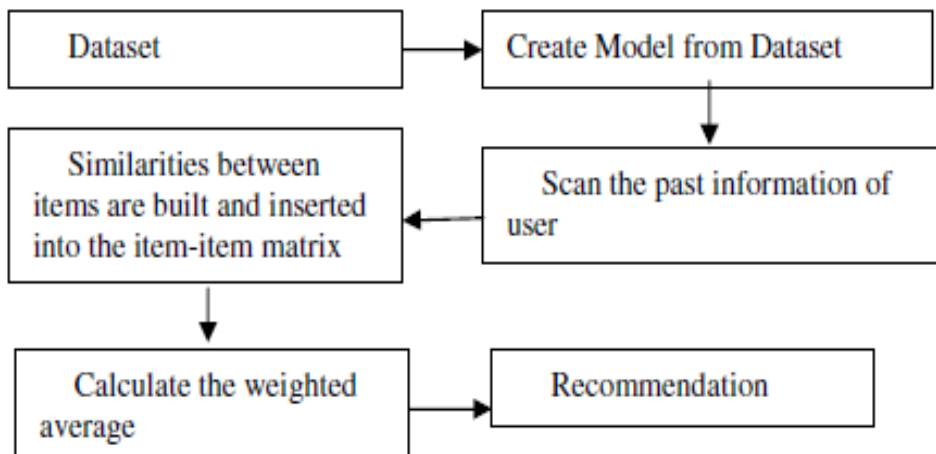 Dataset
Create Model from Dataset
Scan the past information of
user
Similarities between
items are built and inserted
into the item-item matrix
Calculate the weighted
average
Recommendation